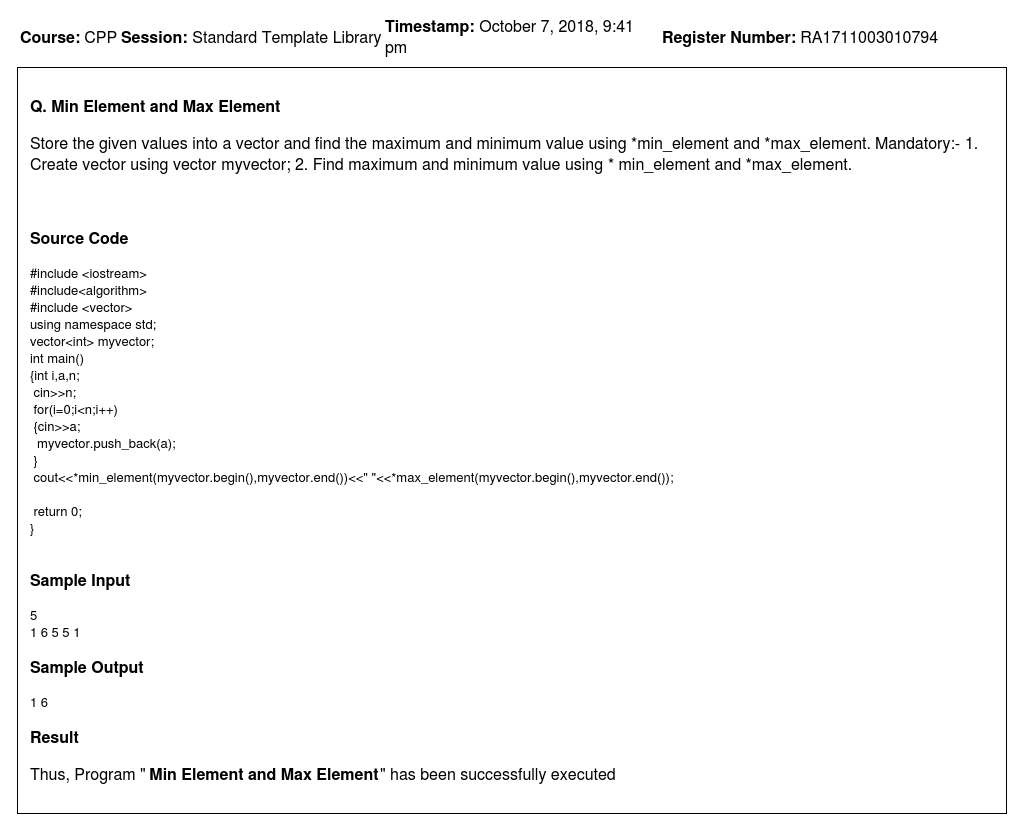 Course: CPP Session: Standard Template Library Timestamp: October 7, 2018, 9:41 pm Register Number: RA1711003010794
Q. Min Element and Max Element
Store the given values into a vector and find the maximum and minimum value using *min_element and *max_element. Mandatory:- 1.
Create vector using vector myvector; 2. Find maximum and minimum value using * min_element and *max_element.
Source Code
#include <iostream>
#include<algorithm>
#include <vector>
using namespace std;
vector<int> myvector;
int main()
{int i,a,n;
 cin>>n;
 for(i=0;i<n;i++)
 {cin>>a;
  myvector.push_back(a);
 }
 cout<<*min_element(myvector.begin(),myvector.end())<<" "<<*max_element(myvector.begin(),myvector.end());
 return 0;
}
Sample Input
5
1 6 5 5 1
Sample Output
1 6
Result
Thus, Program " Min Element and Max Element" has been successfully executed